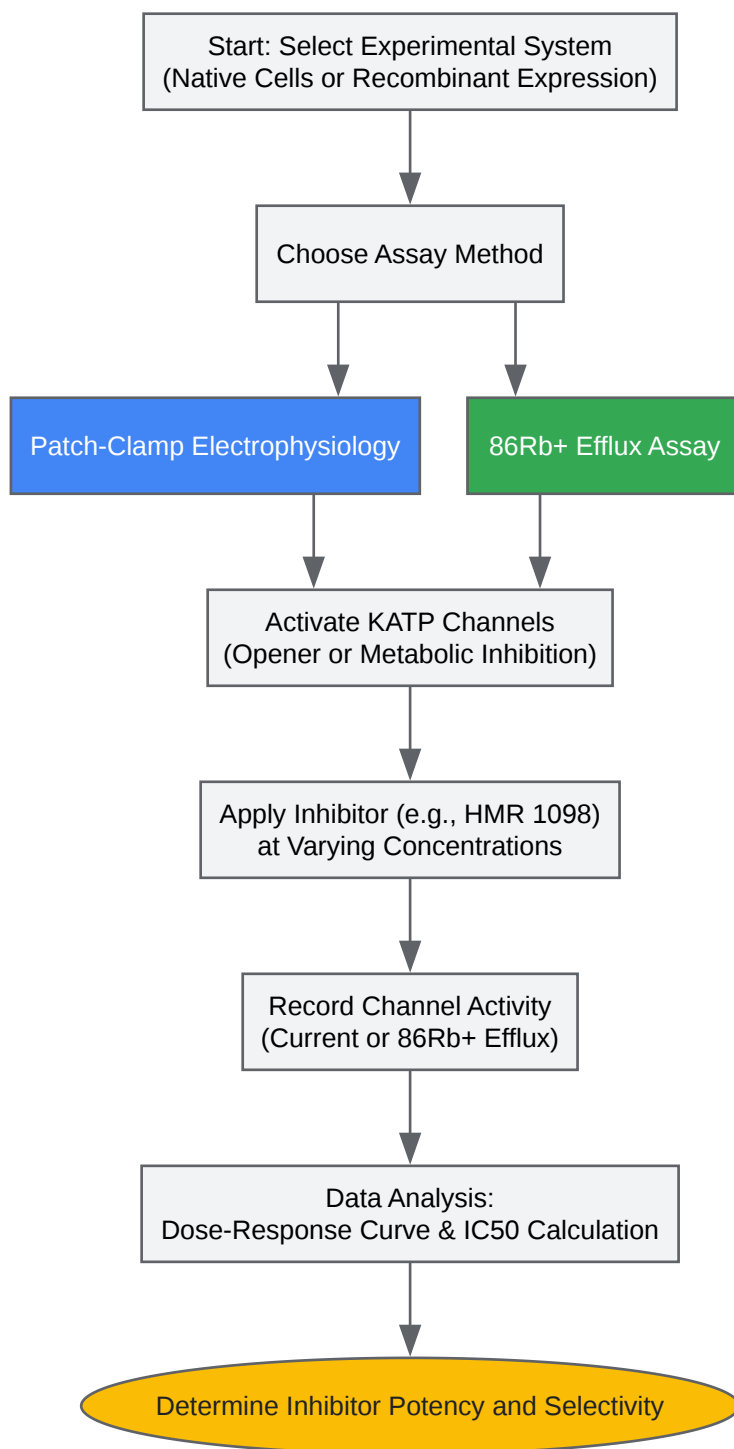 Start: Select Experimental System
(Native Cells or Recombinant Expression)
Choose Assay Method
Patch-Clamp Electrophysiology
86Rb+ Efflux Assay
Activate KATP Channels
(Opener or Metabolic Inhibition)
Apply Inhibitor (e.g., HMR 1098)
at Varying Concentrations
Record Channel Activity
(Current or 86Rb+ Efflux)
Data Analysis:
Dose-Response Curve & IC50 Calculation
Determine Inhibitor Potency and Selectivity